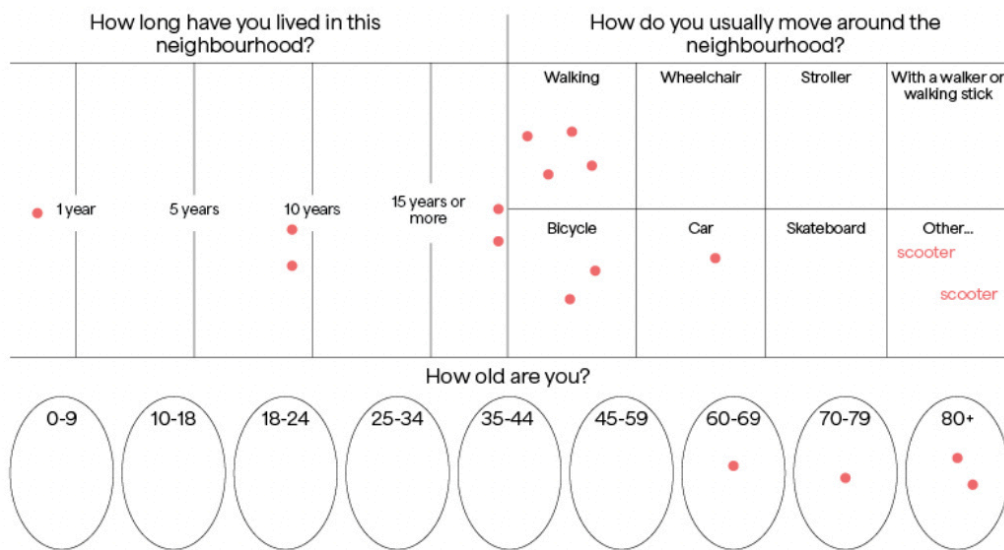 How long have you lived in this
neighbourhood?
1 year
5 years
10 years
15 years or
more
How do you usually move around the
neighbourhood?
Walking
Wheelchair
Stroller
With a walker or
walking stick
Bicycle
Car
Skateboard
Other...
scooter
scooter
How old are you?
0-9
10-18
18-24
25-34
35-44
45-59
60-69
70-79
80+